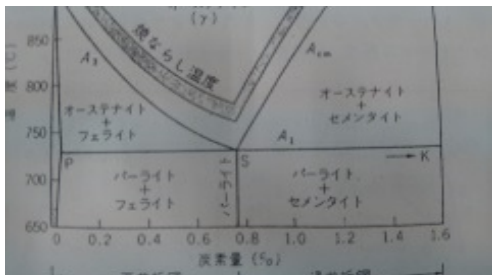 (γ)
850
A3
焼ならし温度
Acm
800
オーステナイト
+
フェライト
オーステナイト
+
セメンタイト
750
730
A1
P
S
K
700
パーライト
+
フェライト
パーライト
パーライト
+
セメンタイト
650
0
0.2
0.4
0.6
0.8
1.0
1.2
1.4
1.6
炭素量 (%)